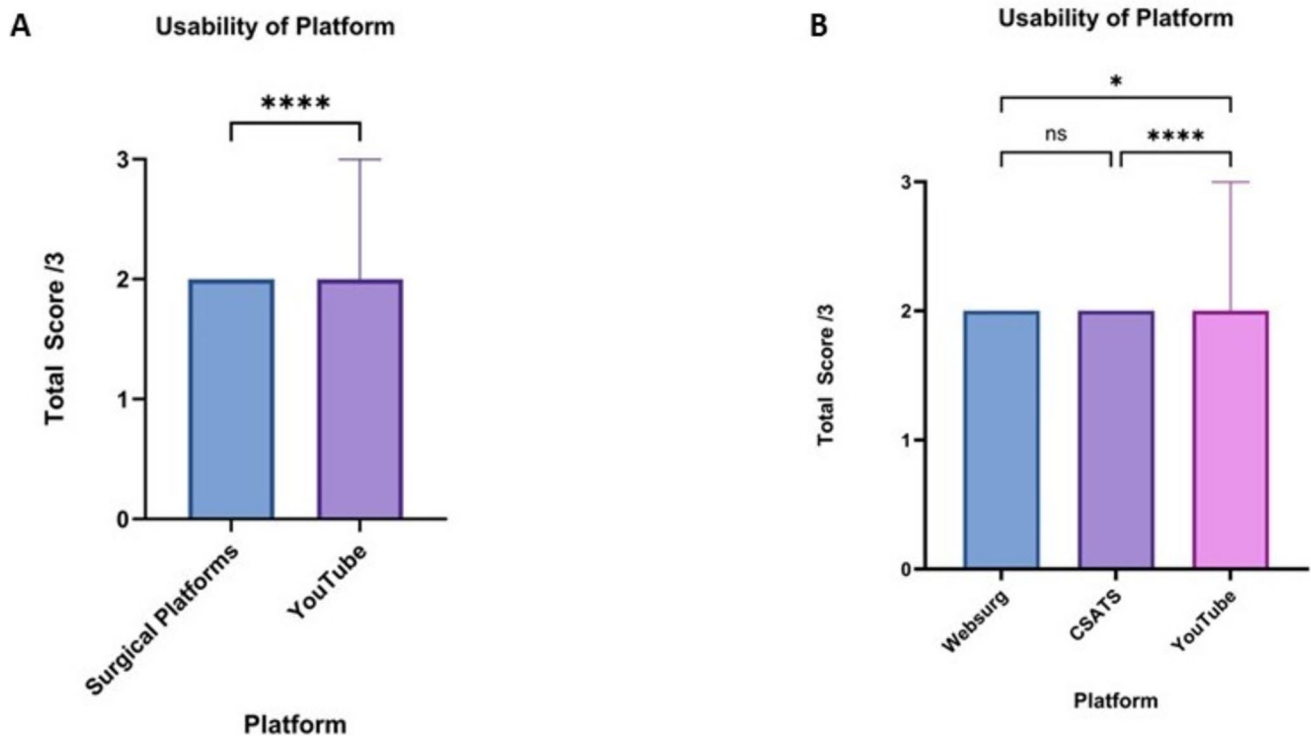 A
Usability of Platform
****
3
2
1
0
Total Score /3
Surgical Platforms
YouTube
Platform
B
Usability of Platform
*
ns
****
3
2
1
0
Total Score /3
Websurg
CSATS
YouTube
Platform